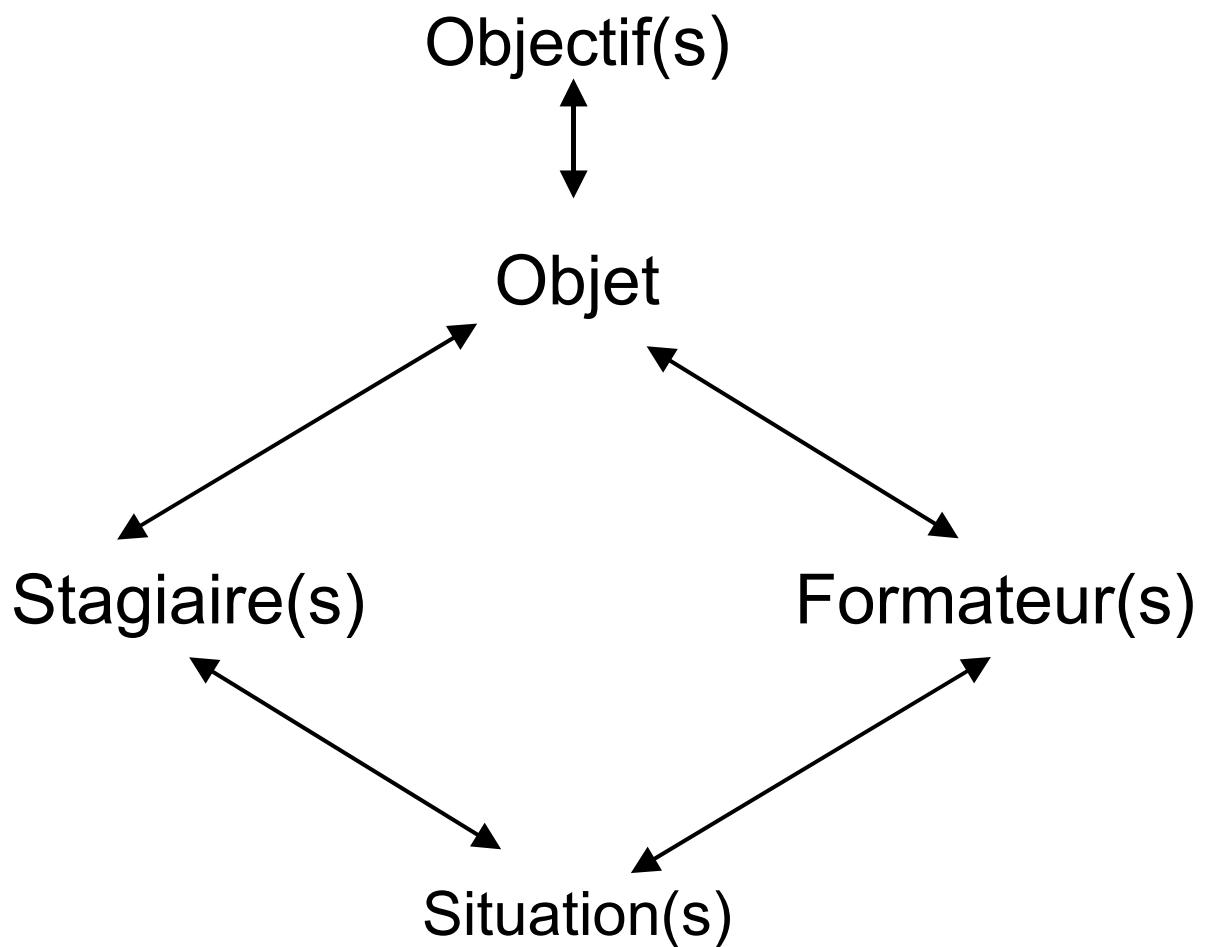 Objectif(s)
Objet
Stagiaire(s)
Formateur(s)
Situation(s)